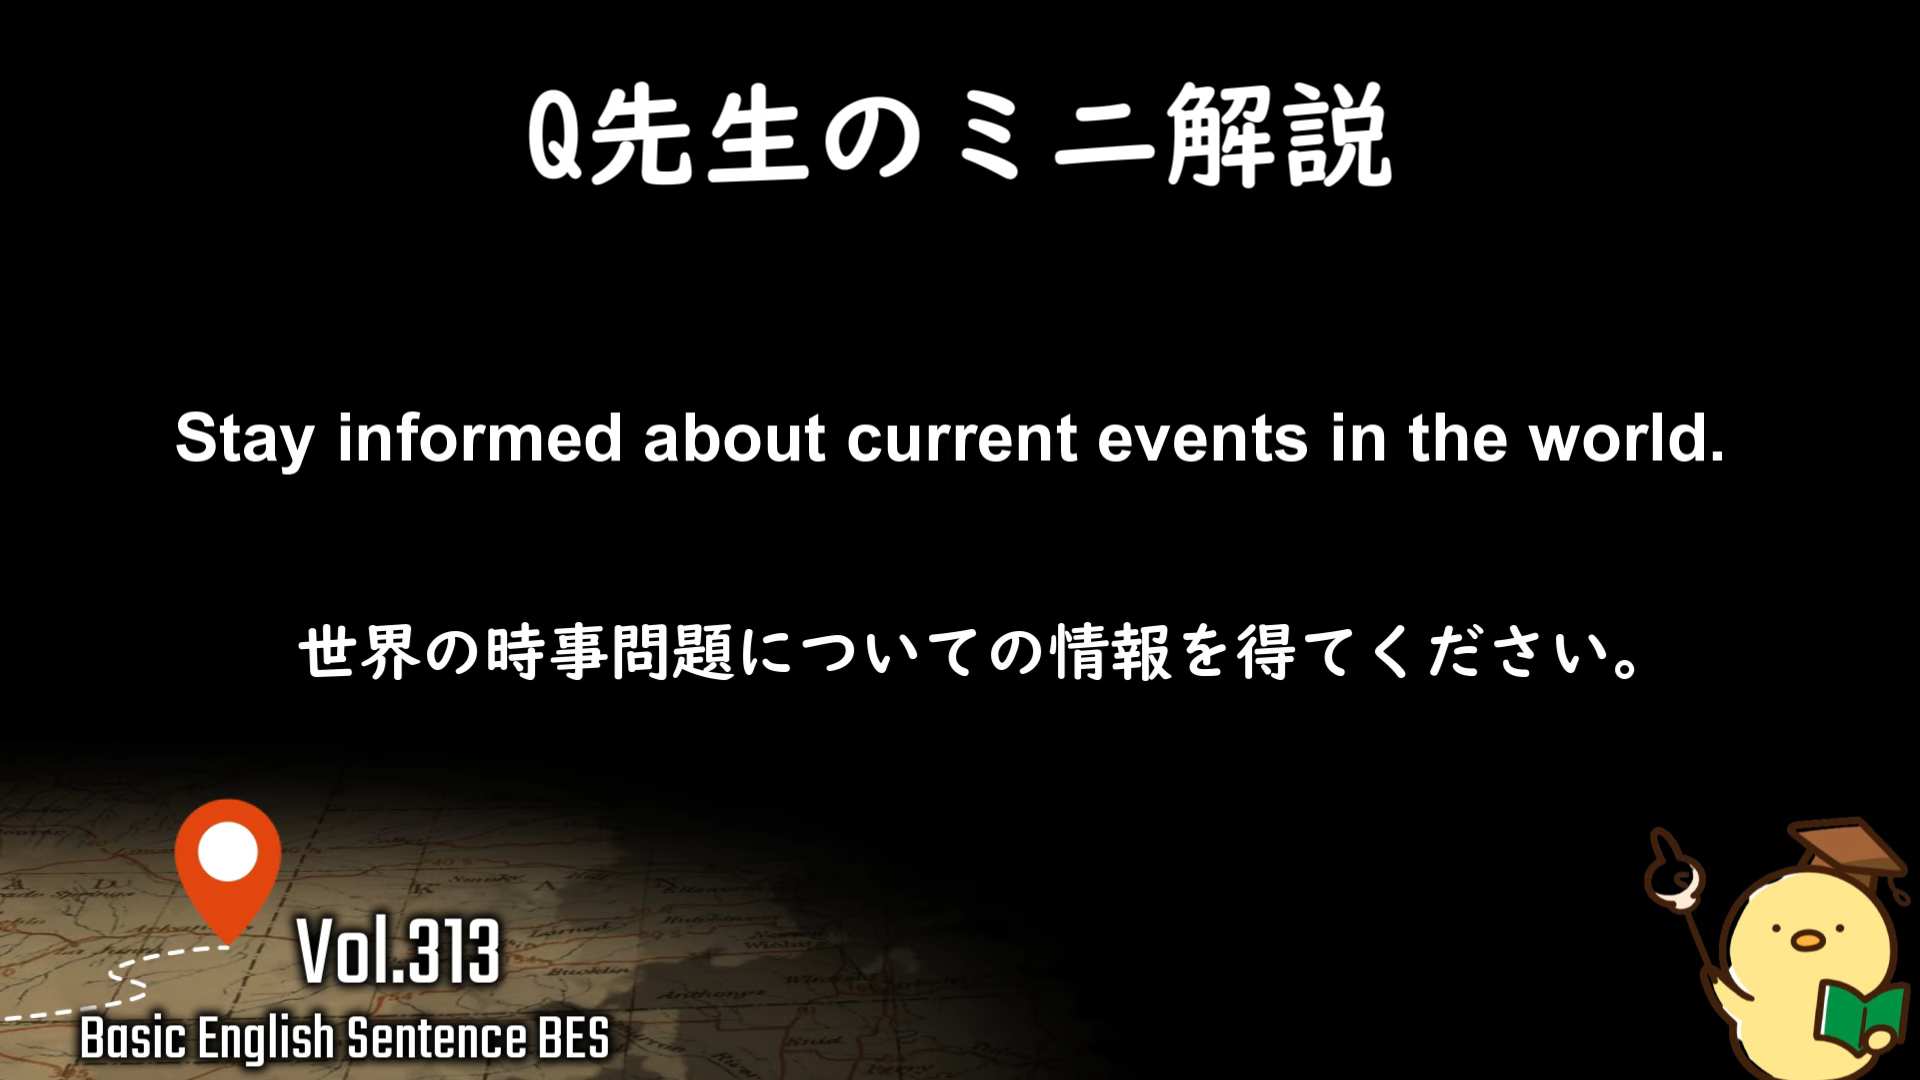 Q先生のミニ解説
Stay informed about current events in the world.
世界の時事問題についての情報を得てください。
Vol.313
Basic English Sentence BES